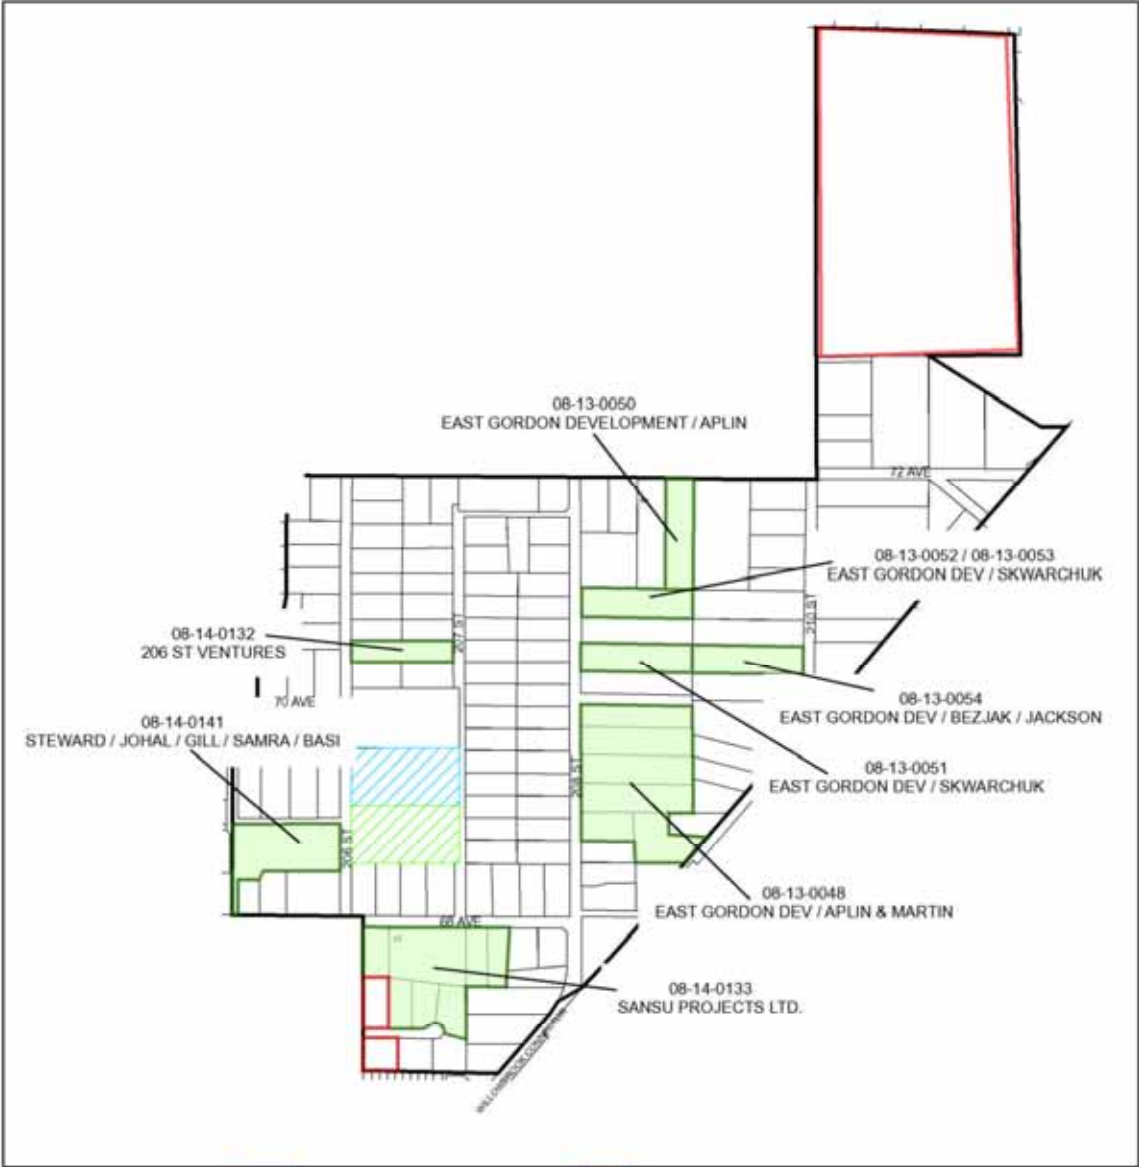 08-13-0050
EAST GORDON DEVELOPMENT / APLIN
72 AVE
08-13-0052 / 08-13-0053
EAST GORDON DEV / SKWARCHUK
210 ST
207 ST
08-14-0132
206 ST VENTURES
70 AVE
08-13-0054
EAST GORDON DEV / BEZJAK / JACKSON
08-14-0141
STEWARD / JOHAL / GILL / SAMRA / BASI
208 ST
08-13-0051
EAST GORDON DEV / SKWARCHUK
206 ST
08-13-0048
EAST GORDON DEV / APLIN & MARTIN
68 AVE
08-14-0133
SANSU PROJECTS LTD.
WILLOWBROOK